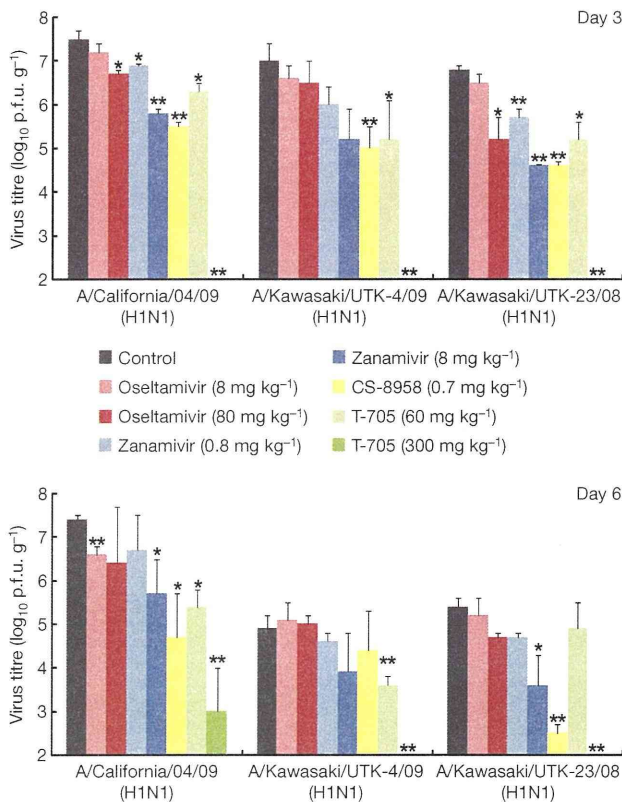 Day 3
Virus titre (log₁₀ p.f.u. g⁻¹)
8
7
6
5
4
3
2
* * ** ** * **
** * **
* ** ** ** * **
A/California/04/09 A/Kawasaki/UTK-4/09 A/Kawasaki/UTK-23/08
(H1N1) (H1N1) (H1N1)
Control
Oseltamivir (8 mg kg⁻¹)
Oseltamivir (80 mg kg⁻¹)
Zanamivir (0.8 mg kg⁻¹)
Zanamivir (8 mg kg⁻¹)
CS-8958 (0.7 mg kg⁻¹)
T-705 (60 mg kg⁻¹)
T-705 (300 mg kg⁻¹)
Day 6
Virus titre (log₁₀ p.f.u. g⁻¹)
8
7
6
5
4
3
2
** * * * **
** **
* ** **
A/California/04/09 A/Kawasaki/UTK-4/09 A/Kawasaki/UTK-23/08
(H1N1) (H1N1) (H1N1)